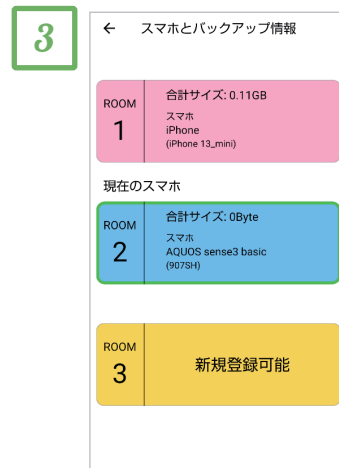 3
← スマホとバックアップ情報
ROOM
1
合計サイズ: 0.11GB
スマホ
iPhone
(iPhone 13_mini)
現在のスマホ
ROOM
2
合計サイズ: 0Byte
スマホ
AQUOS sense3 basic
(907SH)
ROOM
3
新規登録可能